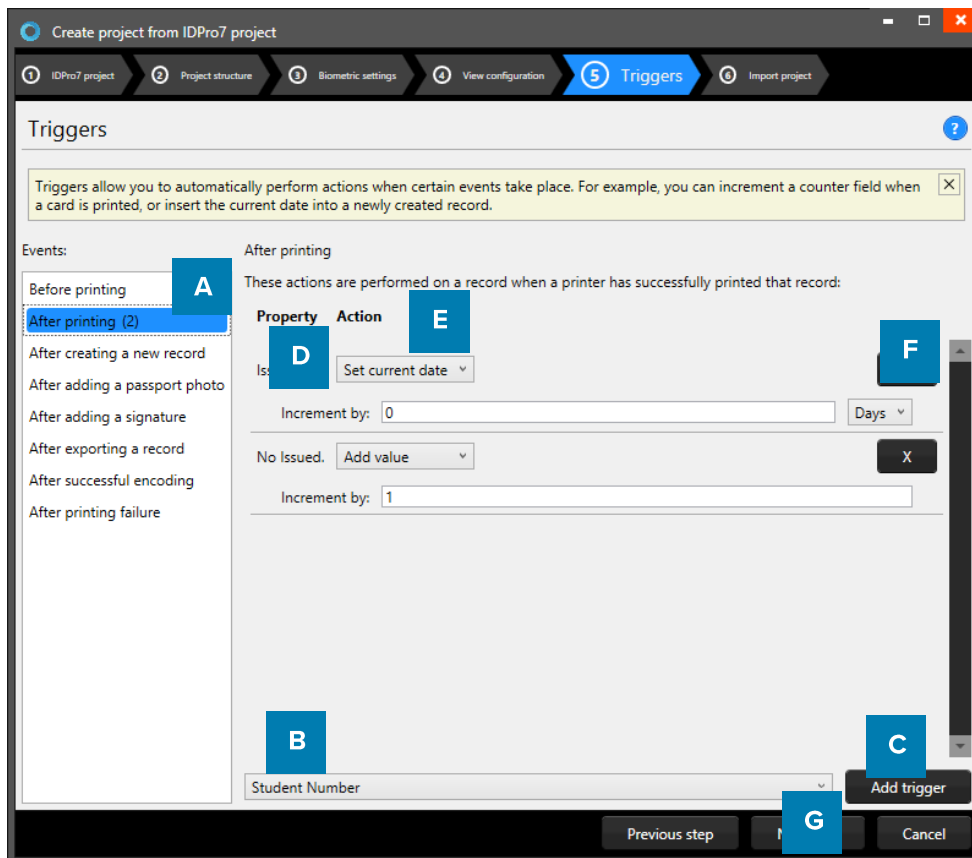 Create project from IDPro7 project
1 IDPro7 project 2 Project structure 3 Biometric settings 4 View configuration 5 Triggers 6 Import project
Triggers
?
Triggers allow you to automatically perform actions when certain events take place. For example, you can increment a counter field when
a card is printed, or insert the current date into a newly created record.
Events:
Before printing
A
After printing (2)
After creating a new record
After adding a passport photo
After adding a signature
After exporting a record
After successful encoding
After printing failure
After printing
These actions are performed on a record when a printer has successfully printed that record:
Property Action
E
D
Set current date
F
Increment by: 0 Days
No Issued. Add value X
Increment by: 1
B
C
Student Number Add trigger
Previous step G Cancel